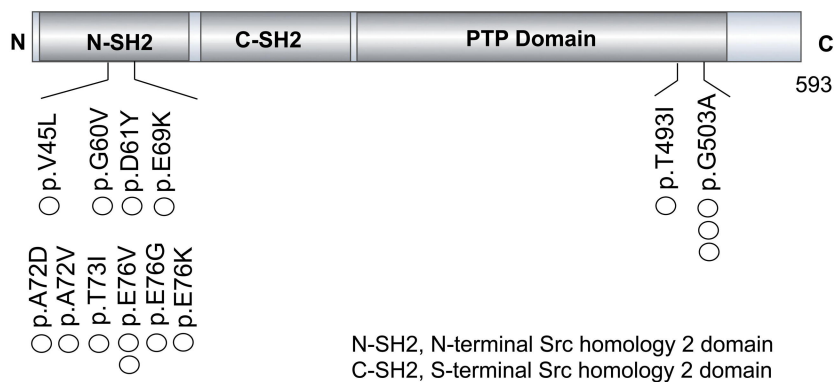 N N-SH2 C-SH2 PTP Domain C
593
p.V45L p.G60V p.D61Y p.E69K p.T493I p.G503A
p.A72D p.A72V p.T73I p.E76V p.E76G p.E76K
N-SH2, N-terminal Src homology 2 domain
C-SH2, S-terminal Src homology 2 domain